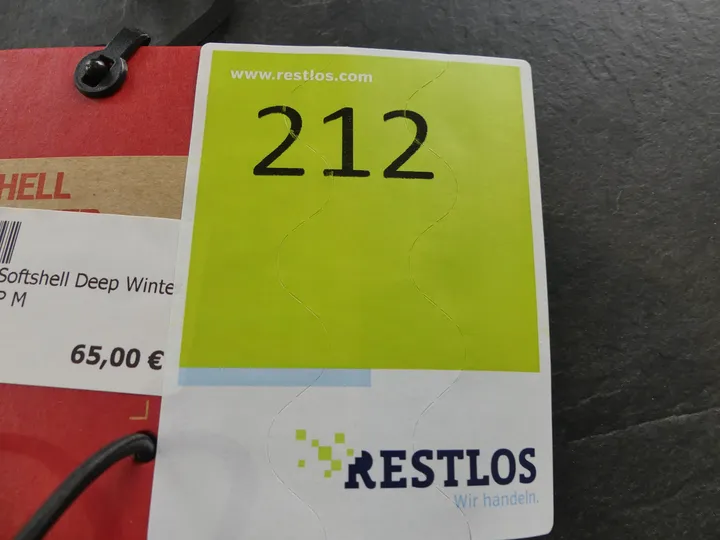 www.restlos.com
212
HELL
Softshell Deep Winte
P M
65,00 €
RESTLOS
Wir handeln.